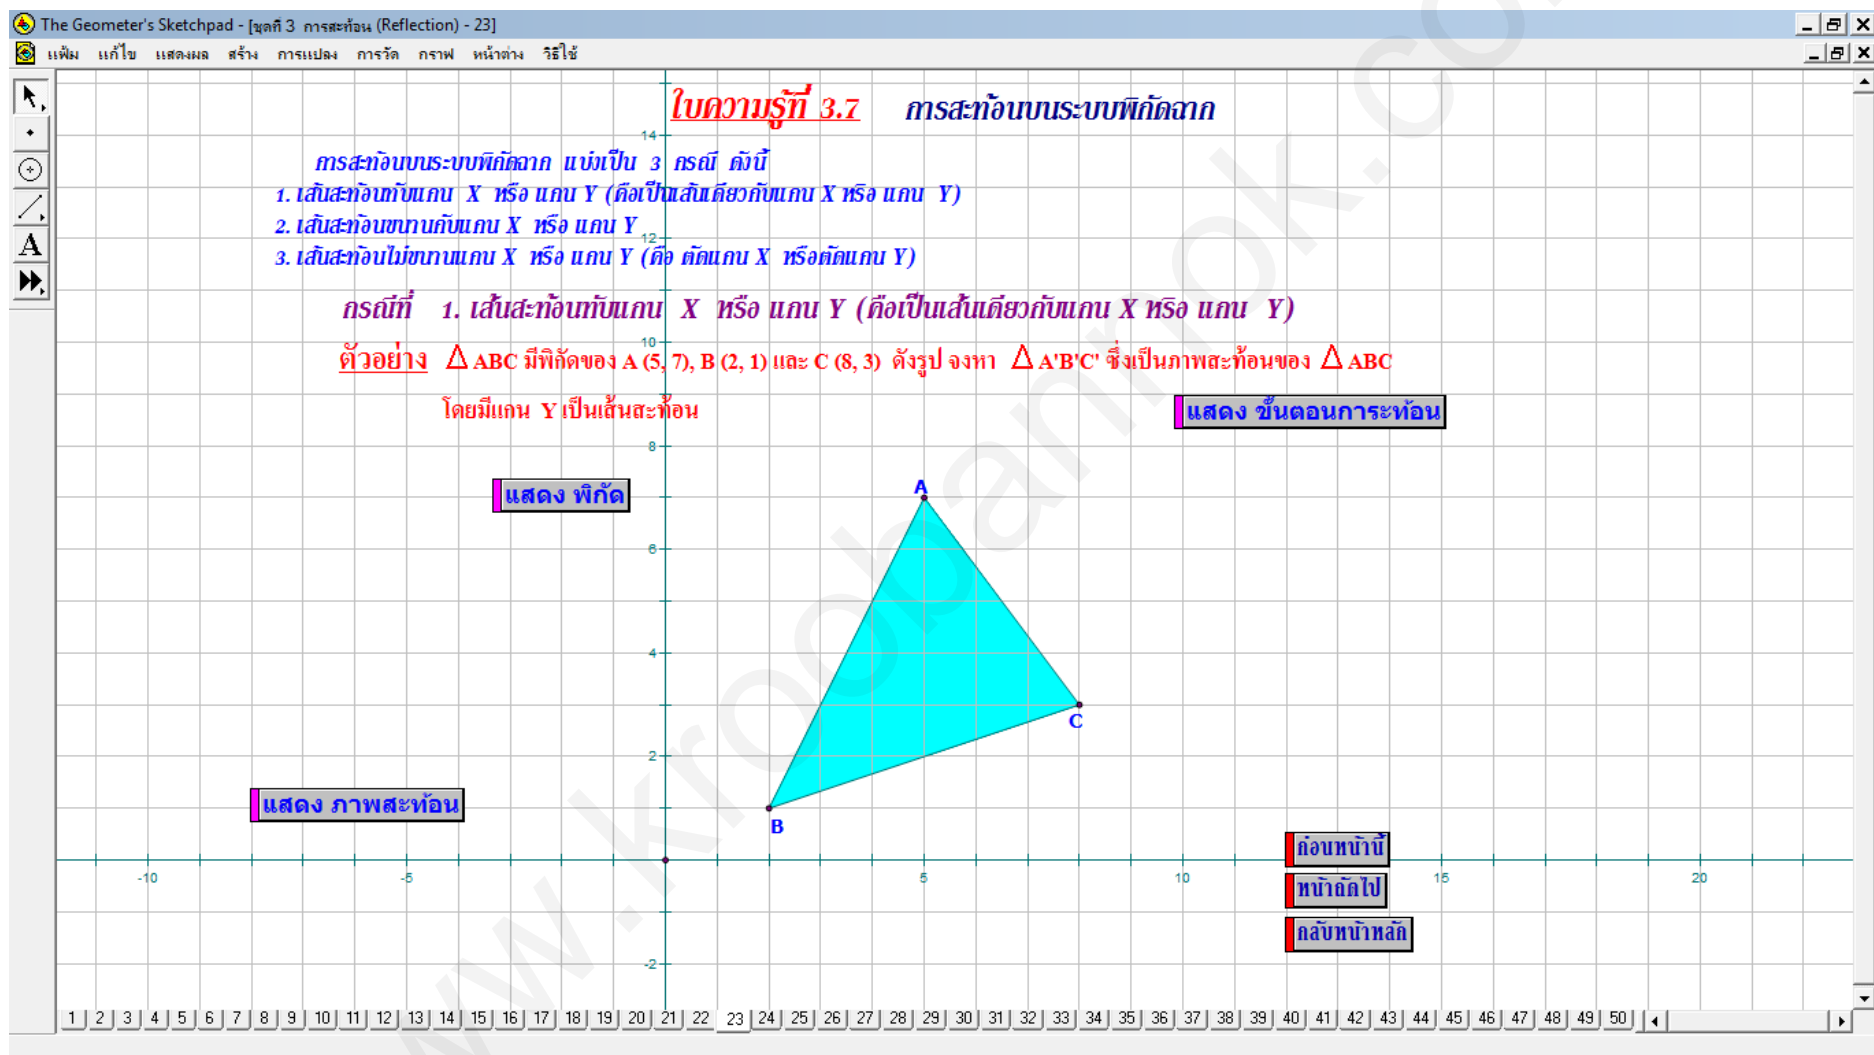 The Geometer's Sketchpad - [ชุดที่ 3 การสะท้อน (Reflection) - 23]
แฟ้ม แก้ไข แสดงผล สร้าง การแปลง การวัด กราฟ หน้าต่าง วิธีใช้
ใบความรู้ที่ 3.7 การสะท้อนบนระบบพิกัดฉาก
14
การสะท้อนบนระบบพิกัดฉาก แบ่งเป็น 3 กรณี ดังนี้
1. เส้นสะท้อนทับแกน X หรือ แกน Y (คือเป็นเส้นเดียวกับแกน X หริอ แกน Y)
2. เส้นสะท้อนขนานกับแกน X หรือ แกน Y
12
3. เส้นสะท้อนไม่ขนานแกน X หรือ แกน Y (คือ ตัดแกน X หรือตัดแกน Y)
กรณีที่ 1. เส้นสะท้อนทับแกน X หรือ แกน Y (คือเป็นเส้นเดียวกับแกน X หริอ แกน Y)
10
ตัวอย่าง △ ABC มีพิกัดของ A (5, 7), B (2, 1) และ C (8, 3) ดังรูป จงหา △ A'B'C' ซึ่งเป็นภาพสะท้อนของ △ ABC
โดยมีแกน Y เป็นเส้นสะท้อน
แสดง ขั้นตอนการะท้อน
8
แสดง พิกัด
A
6
4
C
2
แสดง ภาพสะท้อน
B
ก่อนหน้านี้
-10 -5 5 10 15 20
หน้าถัดไป
กลับหน้าหลัก
-2
1 2 3 4 5 6 7 8 9 10 11 12 13 14 15 16 17 18 19 20 21 22 23 24 25 26 27 28 29 30 31 32 33 34 35 36 37 38 39 40 41 42 43 44 45 46 47 48 49 50
www.kroobannok.com